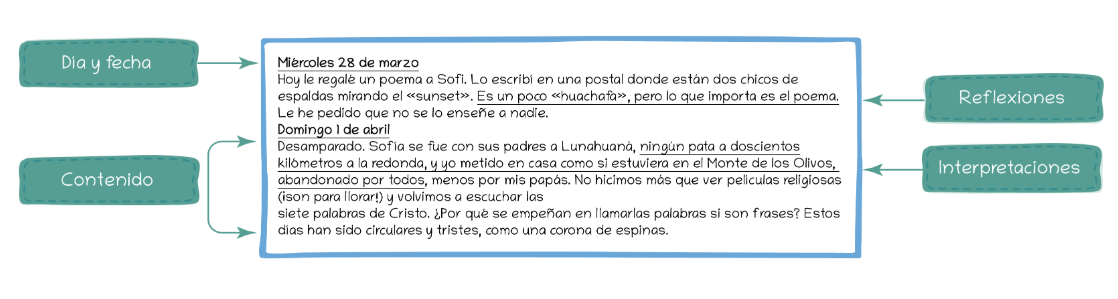 Día y fecha
Contenido
Miércoles 28 de marzo
Hoy le regalé un poema a Sofi. Lo escribí en una postal donde están dos chicos de
espaldas mirando el «sunset». Es un poco «huachafa», pero lo que importa es el poema.
Le he pedido que no se lo enseñe a nadie.
Domingo 1 de abril
Desamparado. Sofía se fue con sus padres a Lunahuaná, ningún pata a doscientos
kilómetros a la redonda, y yo metido en casa como si estuviera en el Monte de los Olivos,
abandonado por todos, menos por mis papás. No hicimos más que ver películas religiosas
(¡son para llorar!) y volvimos a escuchar las
siete palabras de Cristo. ¿Por qué se empeñan en llamarlas palabras si son frases? Estos
días han sido circulares y tristes, como una corona de espinas.
Reflexiones
Interpretaciones